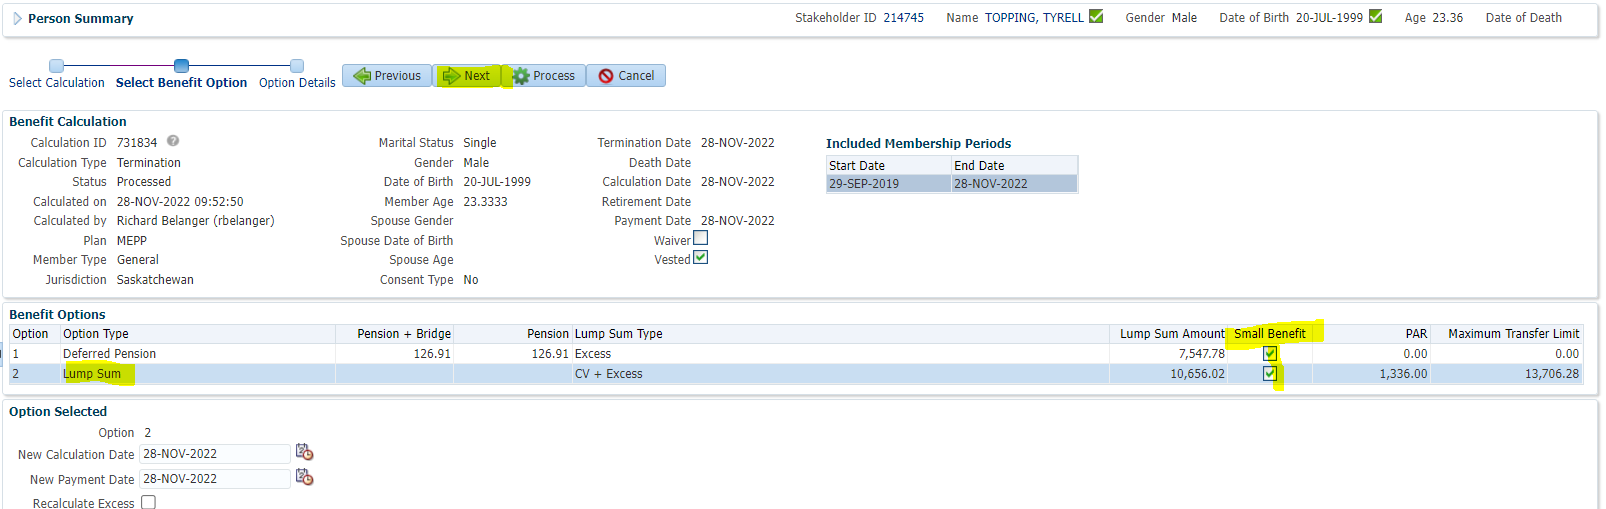 Person Summary Stakeholder ID 214745 Name TOPPING, TYRELL Gender Male Date of Birth 20-JUL-1999 Age 23.36 Date of Death
Select Calculation Select Benefit Option Option Details Previous Next Process Cancel
Benefit Calculation
Calculation ID 731834 Marital Status Single Termination Date 28-NOV-2022 Included Membership Periods
Calculation Type Termination Gender Male Death Date Start Date End Date
Status Processed Date of Birth 20-JUL-1999 Calculation Date 28-NOV-2022 29-SEP-2019 28-NOV-2022
Calculated on 28-NOV-2022 09:52:50 Member Age 23.3333 Retirement Date
Calculated by Richard Belanger (rbelanger) Spouse Gender Payment Date 28-NOV-2022
Plan MEPP Spouse Date of Birth Waiver
Member Type General Spouse Age Vested
Jurisdiction Saskatchewan Consent Type No
Benefit Options
Option Option Type Pension + Bridge Pension Lump Sum Type Lump Sum Amount Small Benefit PAR Maximum Transfer Limit
1 Deferred Pension 126.91 126.91 Excess 7,547.78 0.00 0.00
2 Lump Sum CV + Excess 10,656.02 1,336.00 13,706.28
Option Selected
Option 2
New Calculation Date 28-NOV-2022
New Payment Date 28-NOV-2022
Recalculate Excess